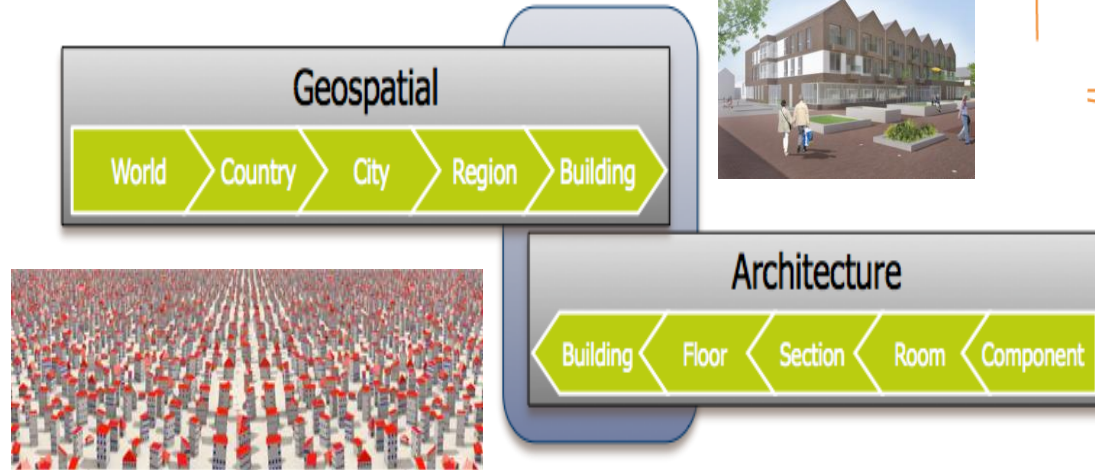 Geospatial
World Country City Region Building
Architecture
Building Floor Section Room Component